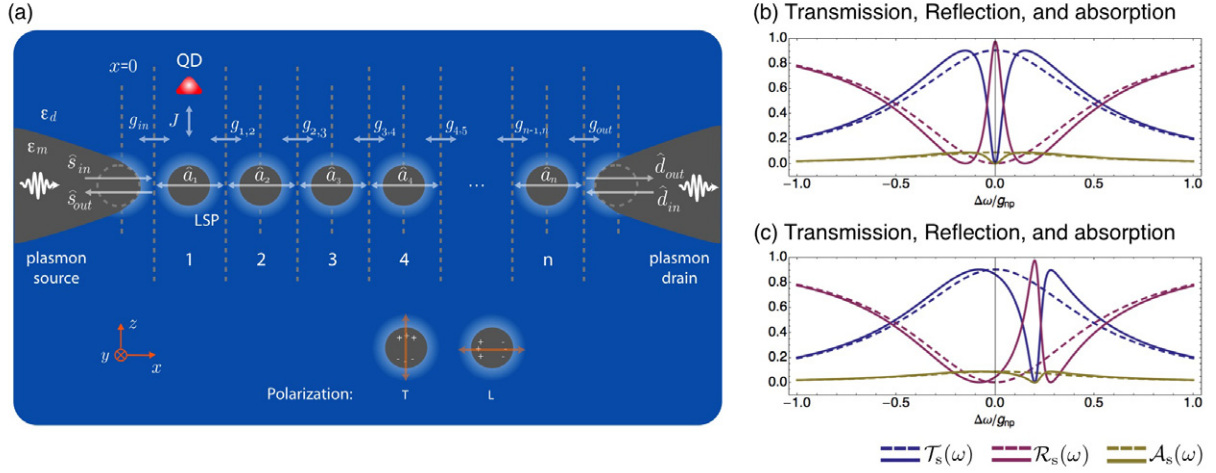 (a)
QD
x=0
ε_d
g_in
J
g_1,2
g_2,3
g_3,4
g_4,5
g_n-1,n
g_out
ε_m
ŝ_in
â_1
â_2
â_3
â_4
...
â_n
d̂_out
ŝ_out
d̂_in
LSP
plasmon
source
1
2
3
4
n
plasmon
drain
z
y
x
+ + +
- - -
+ -
+ -
+ -
Polarization:
T
L
(b) Transmission, Reflection, and absorption
1.0
0.8
0.6
0.4
0.2
0.0
-1.0 -0.5 0.0 0.5 1.0
Δω/g_np
(c) Transmission, Reflection, and absorption
1.0
0.8
0.6
0.4
0.2
0.0
-1.0 -0.5 0.0 0.5 1.0
Δω/g_np
𝒯_s(ω) ℛ_s(ω) 𝒜_s(ω)